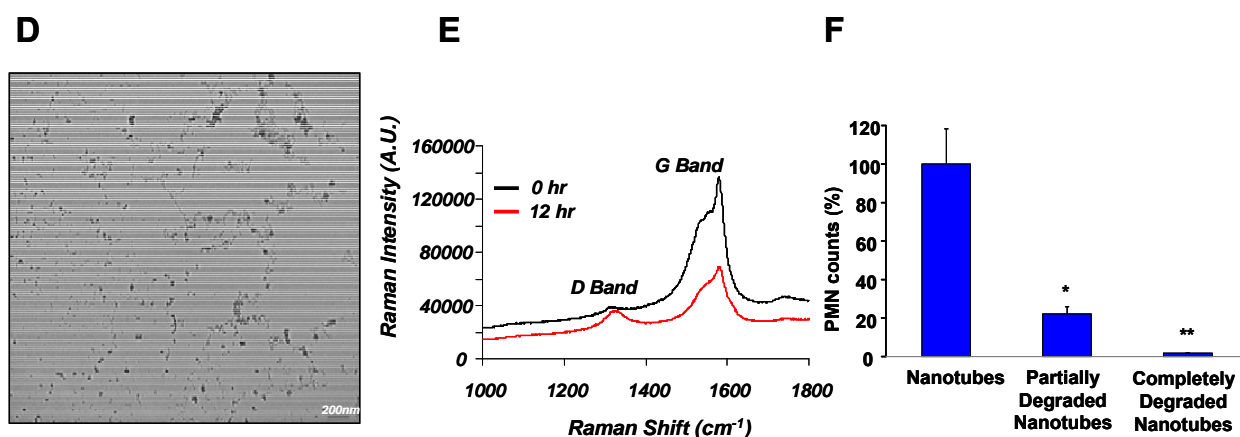 D
E
F
200nm
Raman Intensity (A.U.)
160000
120000
80000
40000
0
0 hr
12 hr
G Band
D Band
1000
1200
1400
1600
1800
Raman Shift (cm⁻¹)
PMN counts (%)
120
100
80
60
40
20
0
*
**
Nanotubes
Partially
Degraded
Nanotubes
Completely
Degraded
Nanotubes